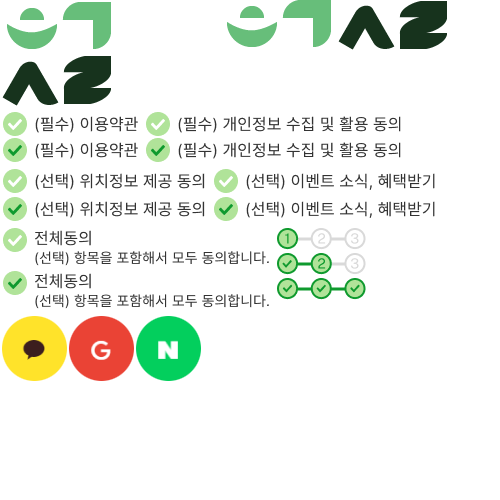 (필수) 이용약관 (필수) 개인정보 수집 및 활용 동의
(필수) 이용약관 (필수) 개인정보 수집 및 활용 동의
(선택) 위치정보 제공 동의 (선택) 이벤트 소식, 혜택받기
(선택) 위치정보 제공 동의 (선택) 이벤트 소식, 혜택받기
전체동의
(선택) 항목을 포함해서 모두 동의합니다.
1 2 3
2 3
전체동의
(선택) 항목을 포함해서 모두 동의합니다.
G N